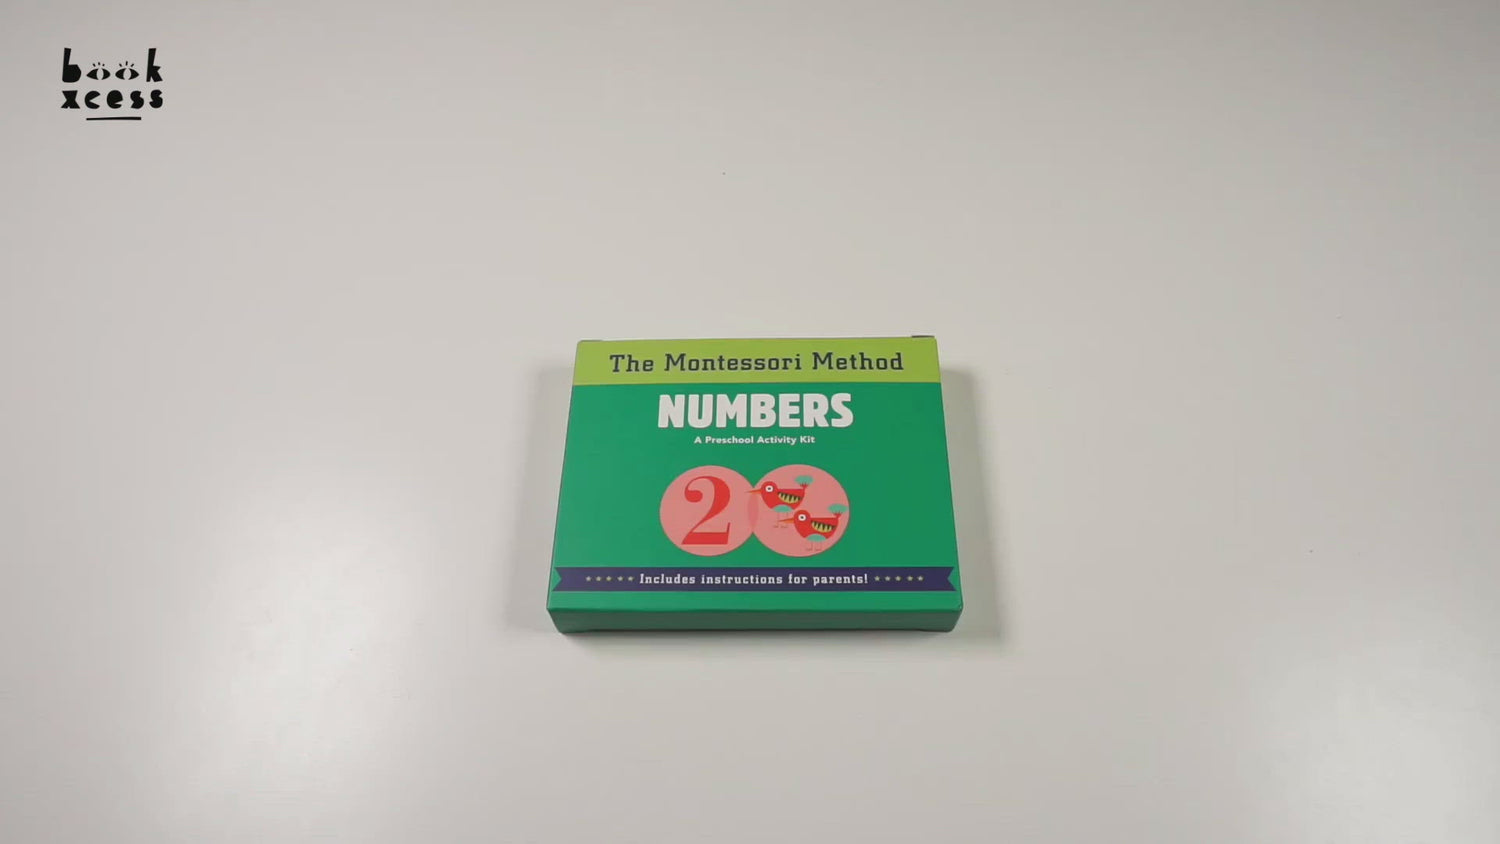 book
xcess
The Montessori Method
NUMBERS
A Preschool Activity Kit
2
Includes instructions for parents!